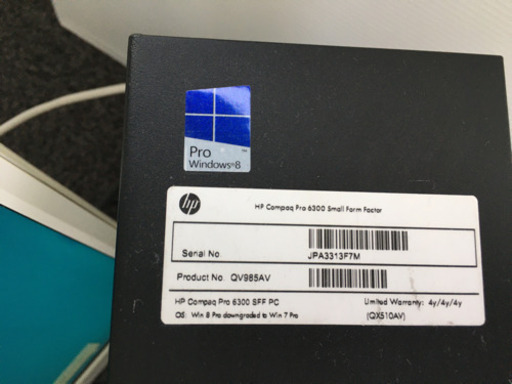 Pro
Windows 8
hp
HP Compaq Pro 6300 Small Form Factor
Serial No
JPA3313F7M
Product No. QV985AV
HP Compaq Pro 6300 SFF PC
Limited Warranty: 4y/4y/4y
OS: Win 8 Pro downgraded to Win 7 Pro
(QX510AV)